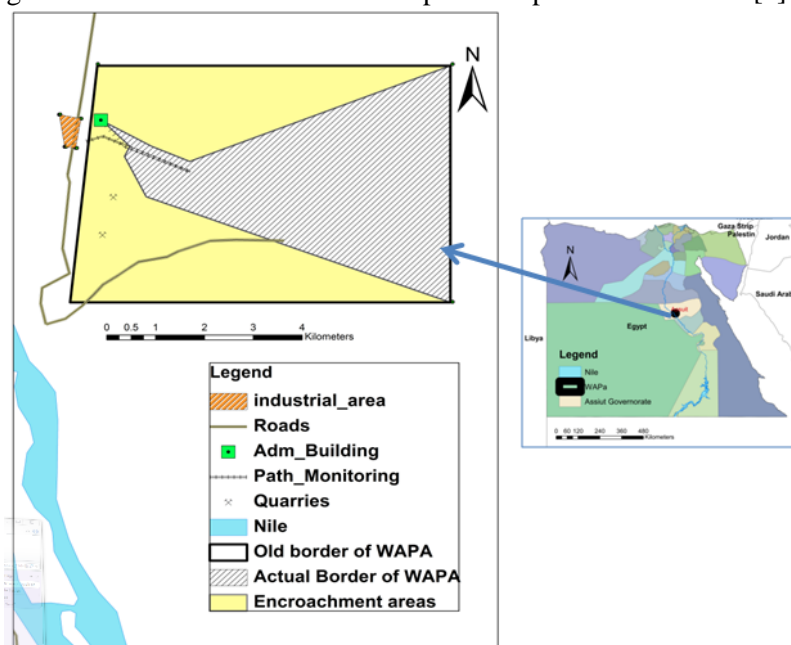 [ ]
N
0 0.5 1 2 3 4
Kilometers
Legend
industrial_area
Roads
Adm_Building
Path_Monitoring
Quarries
Nile
Old border of WAPA
Actual Border of WAPA
Encroachment areas
Gaza Strip
Palestin
Jordan
N
Saudi Arab
Egypt
Libya
Legend
Nile
WAPa
Assiut Governorate
0 60 120 240 360 480
Kilometers